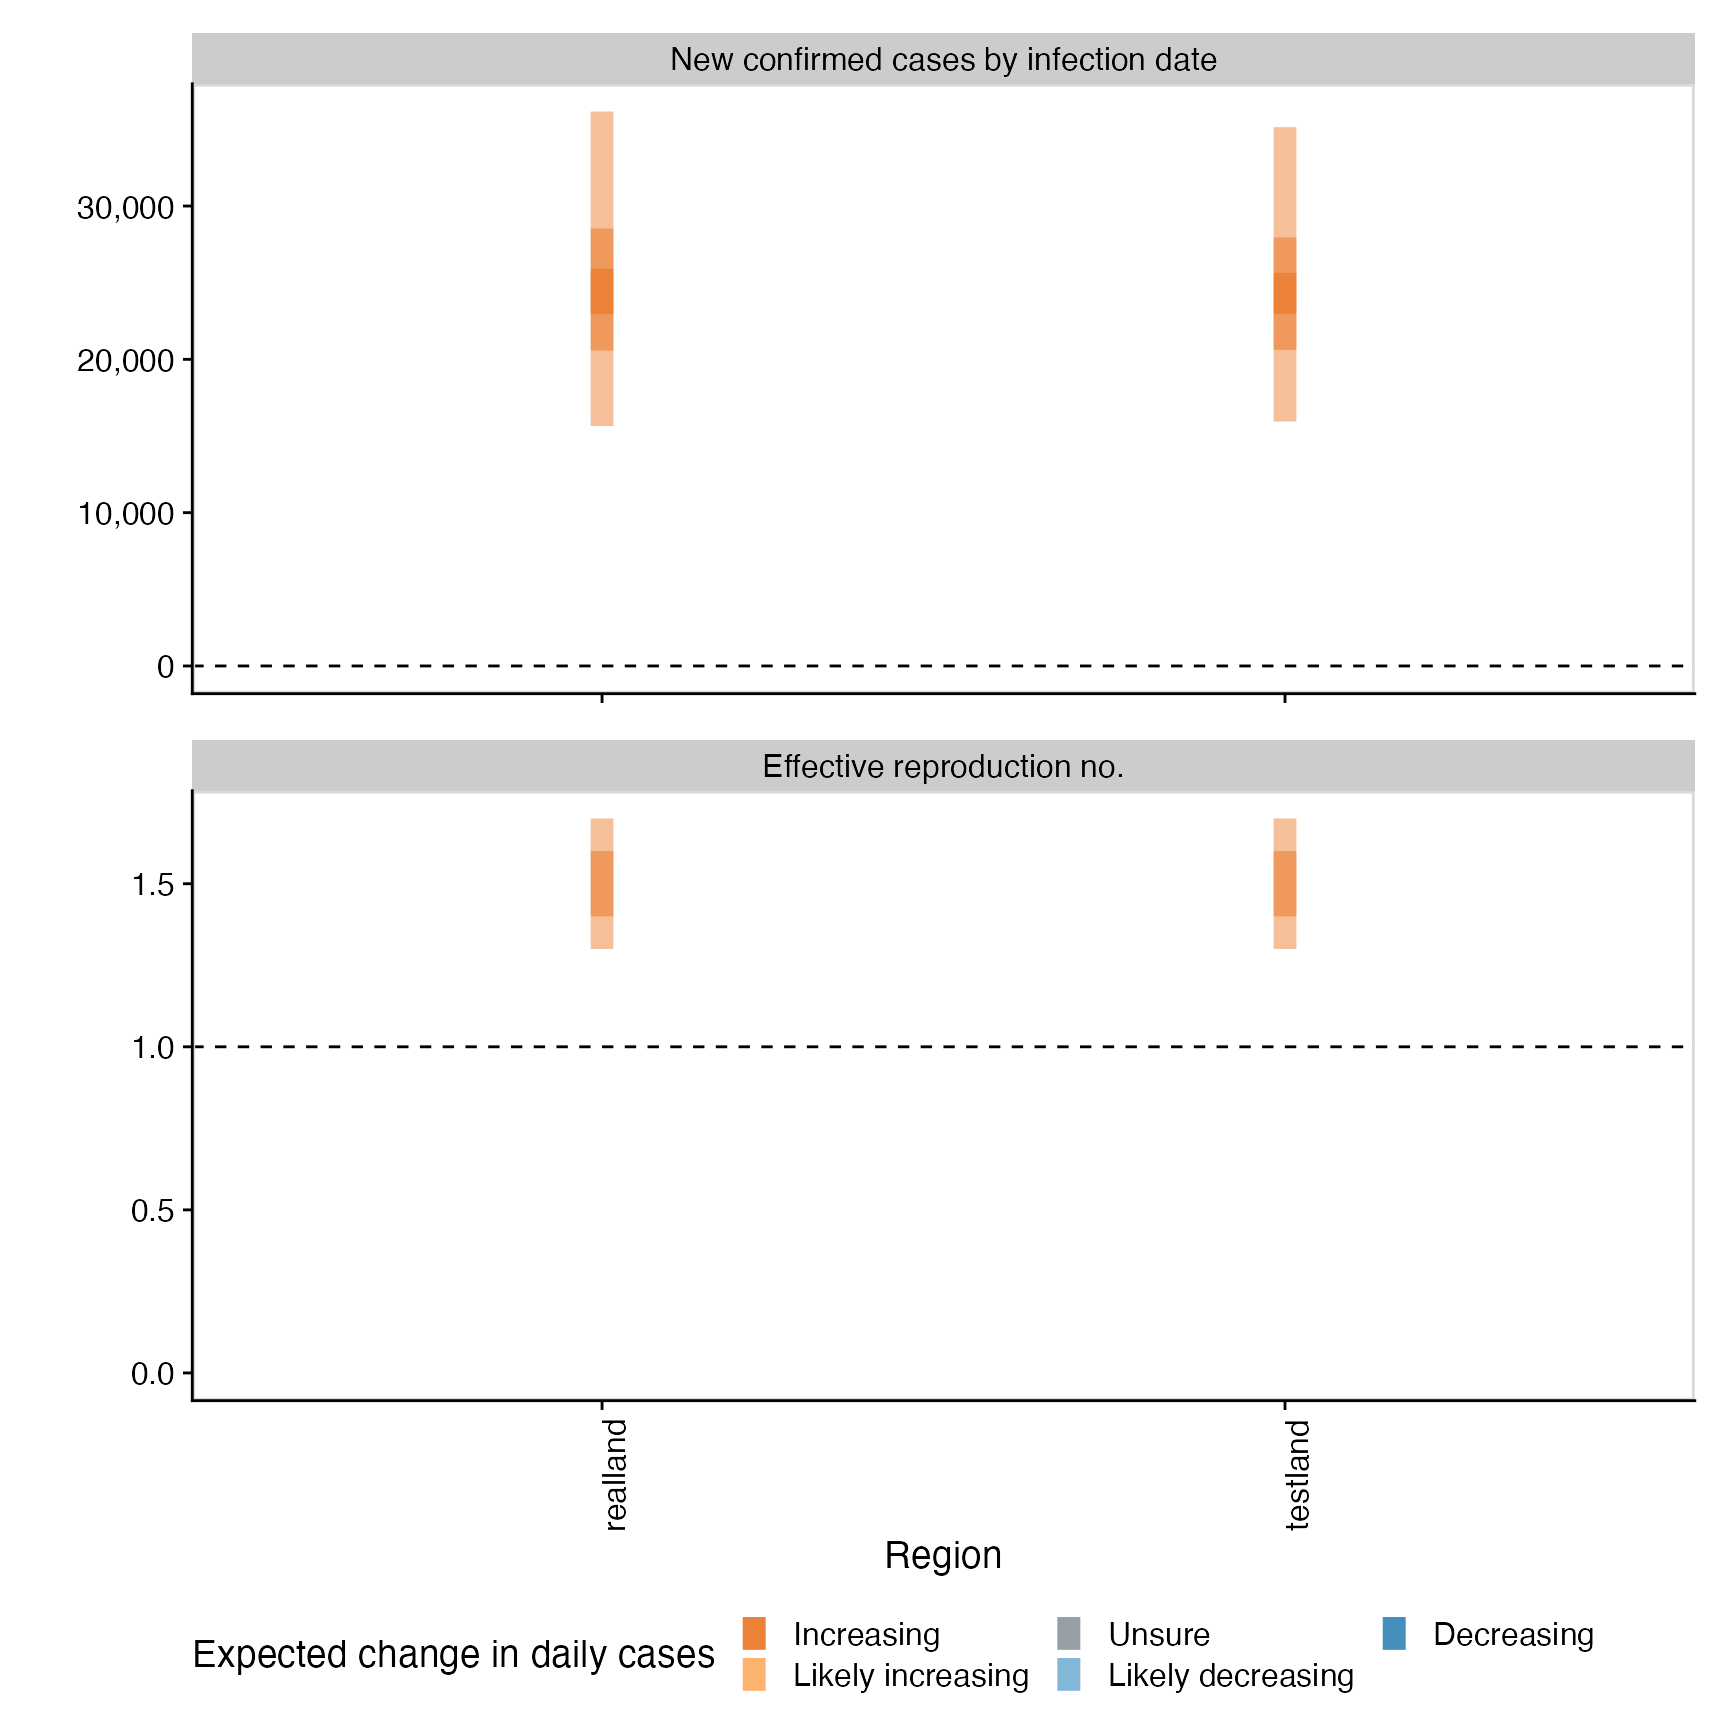 New confirmed cases by infection date
30,000
20,000
10,000
0
Effective reproduction no.
1.5
1.0
0.5
0.0
realland
testland
Region
Expected change in daily cases
Increasing
Likely increasing
Unsure
Likely decreasing
Decreasing